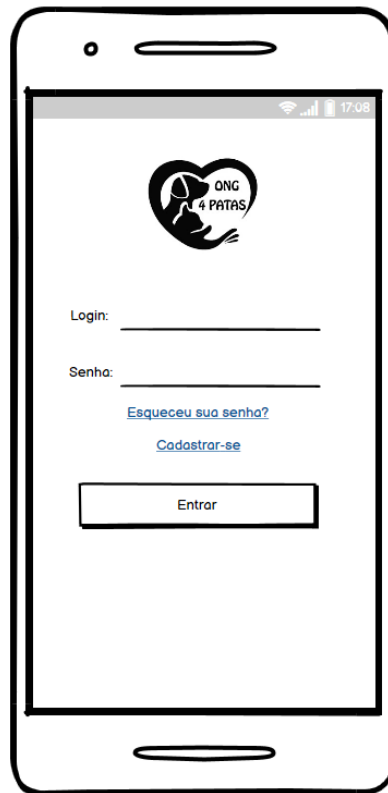 17:08
ONG
4 PATAS
Login:
Senha:
Esqueceu sua senha?
Cadastrar-se
Entrar